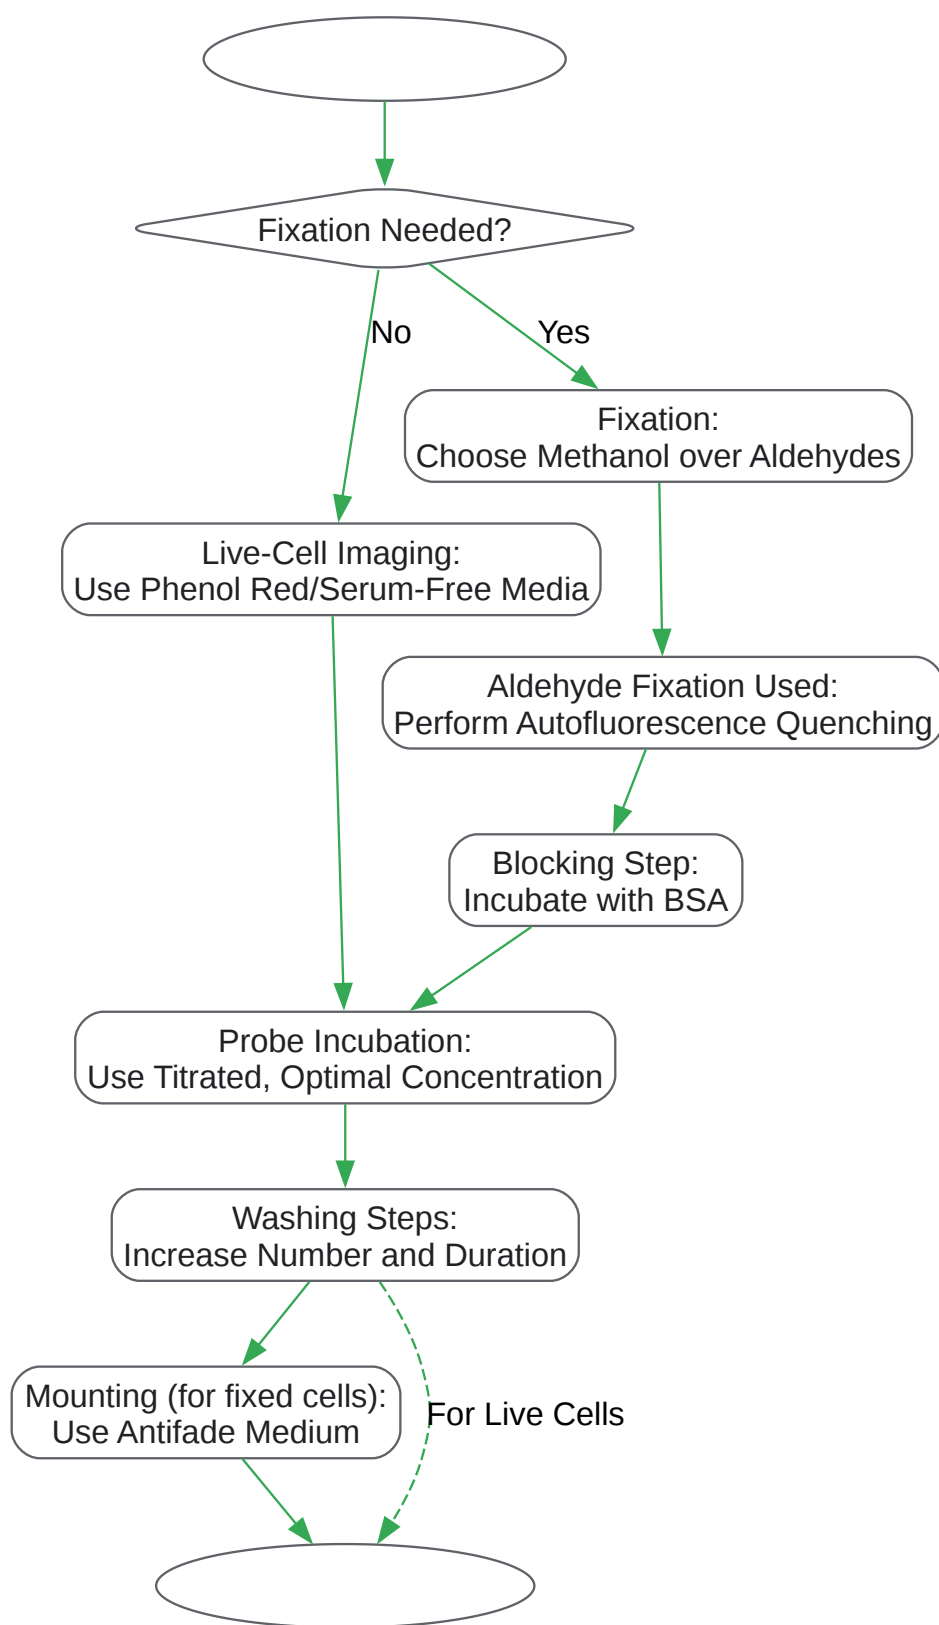 Fixation Needed?
No
Yes
Fixation:
Choose Methanol over Aldehydes
Live-Cell Imaging:
Use Phenol Red/Serum-Free Media
Aldehyde Fixation Used:
Perform Autofluorescence Quenching
Blocking Step:
Incubate with BSA
Probe Incubation:
Use Titrated, Optimal Concentration
Washing Steps:
Increase Number and Duration
Mounting (for fixed cells):
Use Antifade Medium
For Live Cells